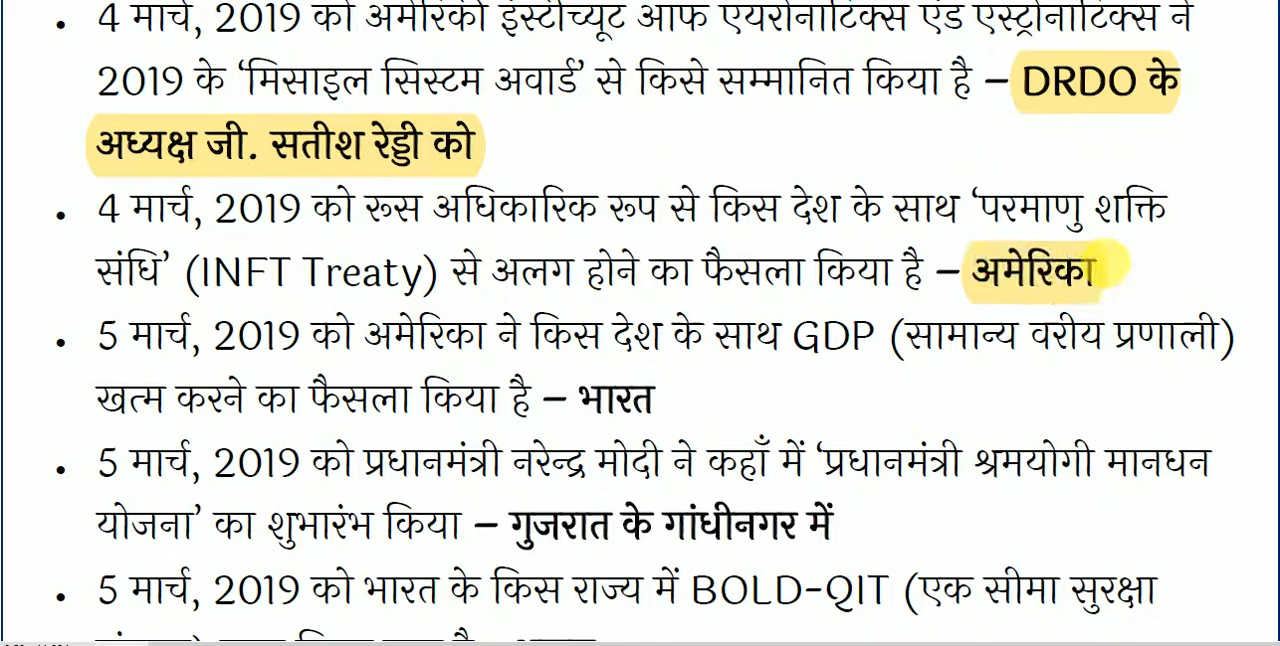 • 4 मार्च, 2019 को अमेरिकी इंस्टीच्यूट ऑफ एयरोनॉटिक्स एंड एस्ट्रोनॉटिक्स ने
2019 के ‘मिसाइल सिस्टम अवार्ड’ से किसे सम्मानित किया है – DRDO के
अध्यक्ष जी. सतीश रेड्डी को
• 4 मार्च, 2019 को रूस अधिकारिक रूप से किस देश के साथ ‘परमाणु शक्ति
संधि’ (INFT Treaty) से अलग होने का फैसला किया है – अमेरिका
• 5 मार्च, 2019 को अमेरिका ने किस देश के साथ GDP (सामान्य वरीय प्रणाली)
खत्म करने का फैसला किया है – भारत
• 5 मार्च, 2019 को प्रधानमंत्री नरेन्द्र मोदी ने कहाँ में ‘प्रधानमंत्री श्रमयोगी मानधन
योजना’ का शुभारंभ किया – गुजरात के गांधीनगर में
• 5 मार्च, 2019 को भारत के किस राज्य में BOLD-QIT (एक सीमा सुरक्षा